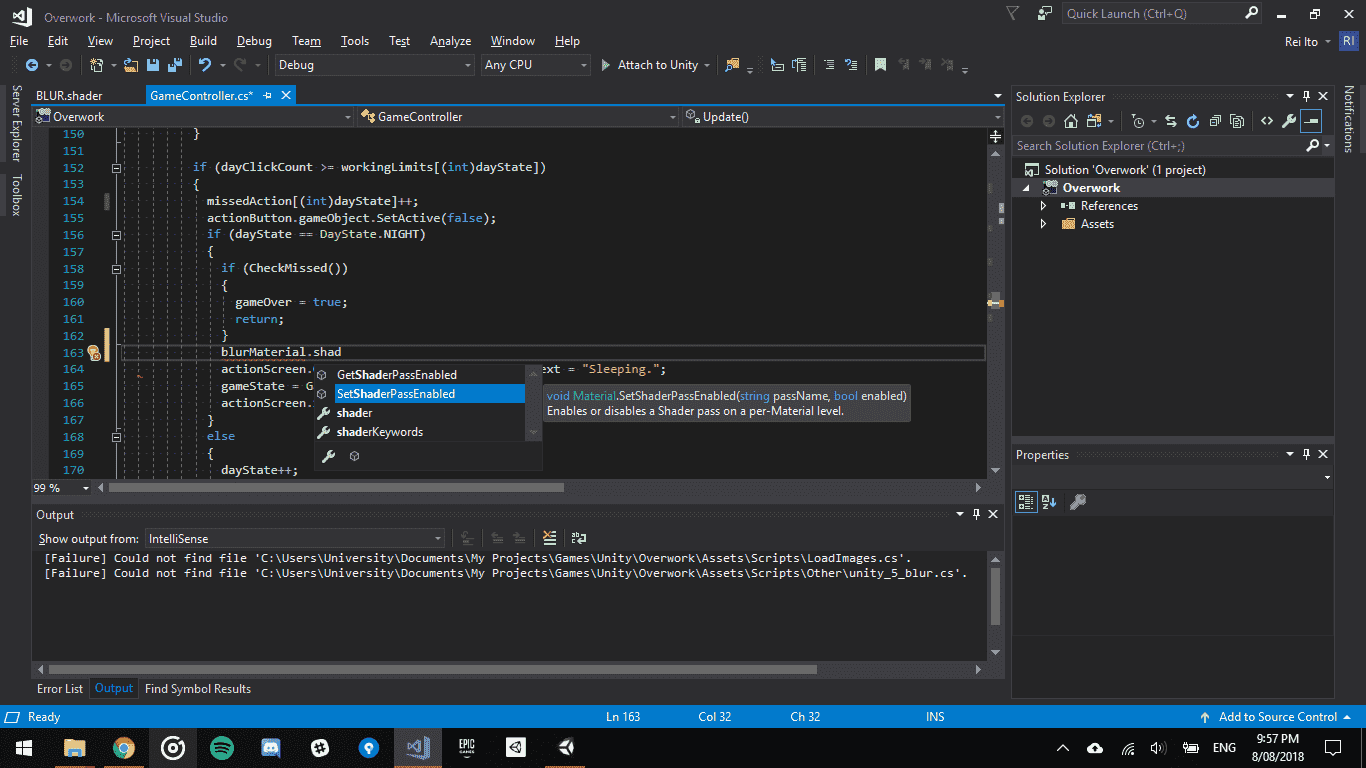 Overwork - Microsoft Visual Studio
Quick Launch (Ctrl+Q)
File Edit View Project Build Debug Team Tools Test Analyze Window Help
Rei Ito RI
Debug Any CPU Attach to Unity
Server Explorer
Toolbox
BLUR.shader GameController.cs*
Overwork GameController Update()
150 }
151
152 if (dayClickCount >= workingLimits[(int)dayState])
153 {
154 missedAction[(int)dayState]++;
155 actionButton.gameObject.SetActive(false);
156 if (dayState == DayState.NIGHT)
157 {
158 if (CheckMissed())
159 {
160 gameOver = true;
161 return;
162 }
163 blurMaterial.shad
164 actionScreen. ext = "Sleeping.";
165 gameState = G
166 actionScreen.
167 }
168 else
169 {
170 dayState++;
GetShaderPassEnabled
SetShaderPassEnabled
shader
shaderKeywords
void Material.SetShaderPassEnabled(string passName, bool enabled)
Enables or disables a Shader pass on a per-Material level.
99 %
Output
Show output from: IntelliSense
[Failure] Could not find file 'C:\Users\University\Documents\My Projects\Games\Unity\Overwork\Assets\Scripts\LoadImages.cs'.
[Failure] Could not find file 'C:\Users\University\Documents\My Projects\Games\Unity\Overwork\Assets\Scripts\Other\unity_5_blur.cs'.
Error List Output Find Symbol Results
Solution Explorer
Search Solution Explorer (Ctrl+;)
Solution 'Overwork' (1 project)
Overwork
References
Assets
Properties
Notifications
Ready Ln 163 Col 32 Ch 32 INS Add to Source Control
EPIC
GAMES
ENG
9:57 PM
8/08/2018